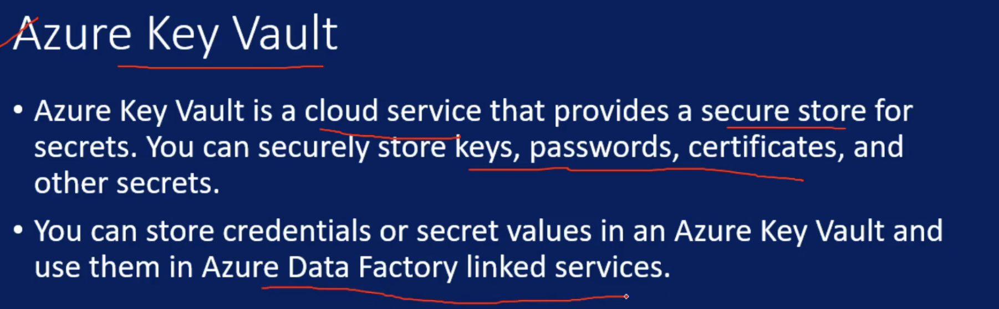 Azure Key Vault
• Azure Key Vault is a cloud service that provides a secure store for
secrets. You can securely store keys, passwords, certificates, and
other secrets.
• You can store credentials or secret values in an Azure Key Vault and
use them in Azure Data Factory linked services.